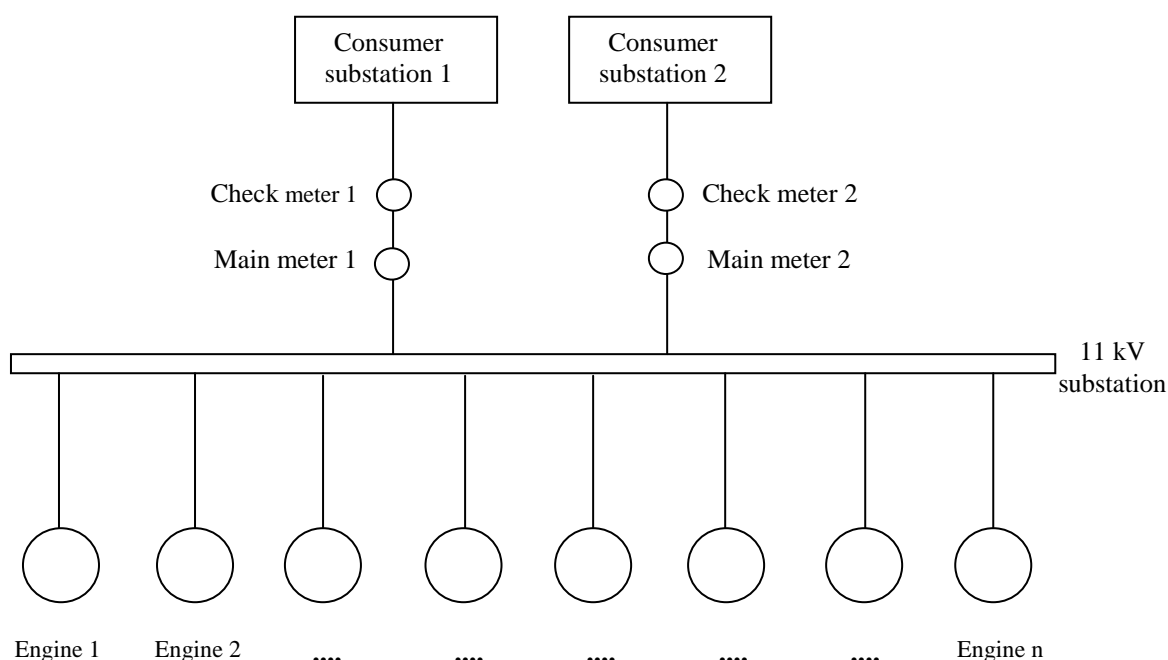 Consumer
substation 1
Consumer
substation 2
Check meter 1
Check meter 2
Main meter 1
Main meter 2
11 kV
substation
Engine 1
Engine 2
....
....
....
....
....
Engine n